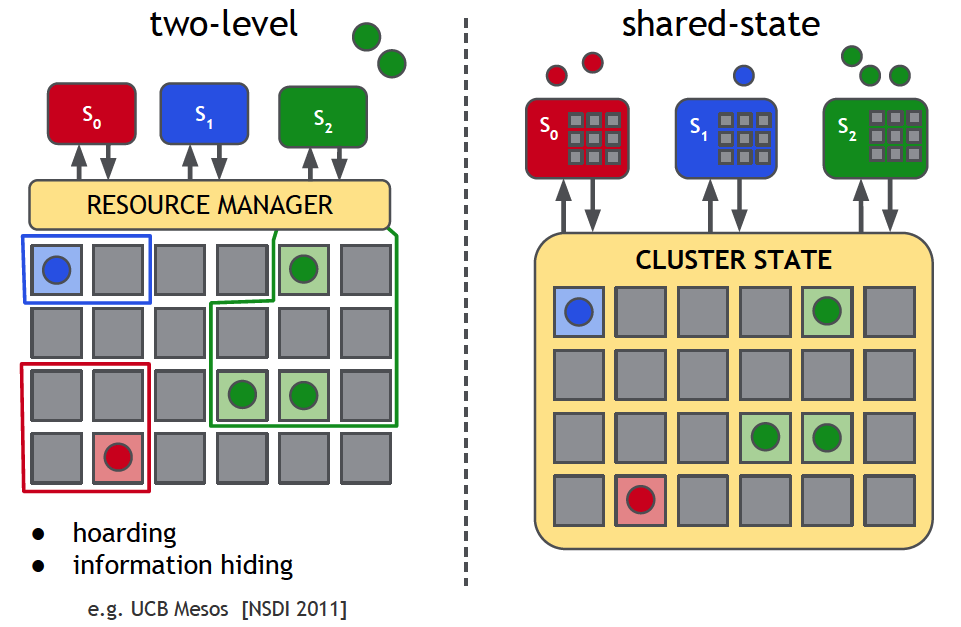 two-level
S0
S1
S2
RESOURCE MANAGER
● hoarding
● information hiding
e.g. UCB Mesos [NSDI 2011]
shared-state
S0
S1
S2
CLUSTER STATE